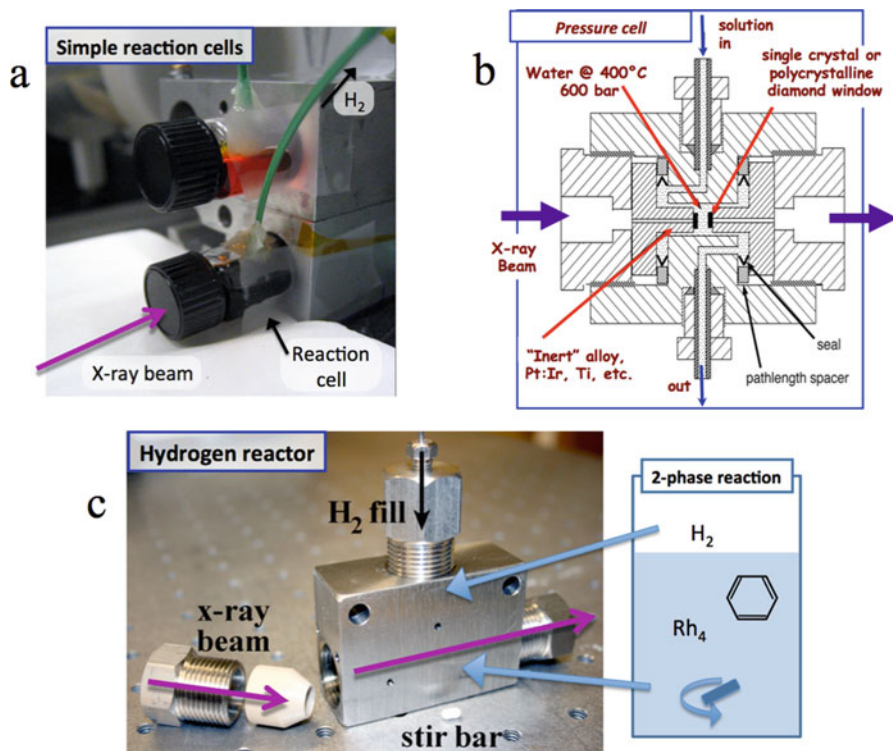 a
Simple reaction cells
H2
X-ray beam
Reaction
cell
b
Pressure cell
solution
in
Water @ 400°C
600 bar
single crystal or
polycrystalline
diamond window
X-ray
Beam
"Inert" alloy,
Pt:Ir, Ti, etc.
out
seal
pathlength spacer
c
Hydrogen reactor
H2 fill
x-ray
beam
stir bar
2-phase reaction
H2
Rh4